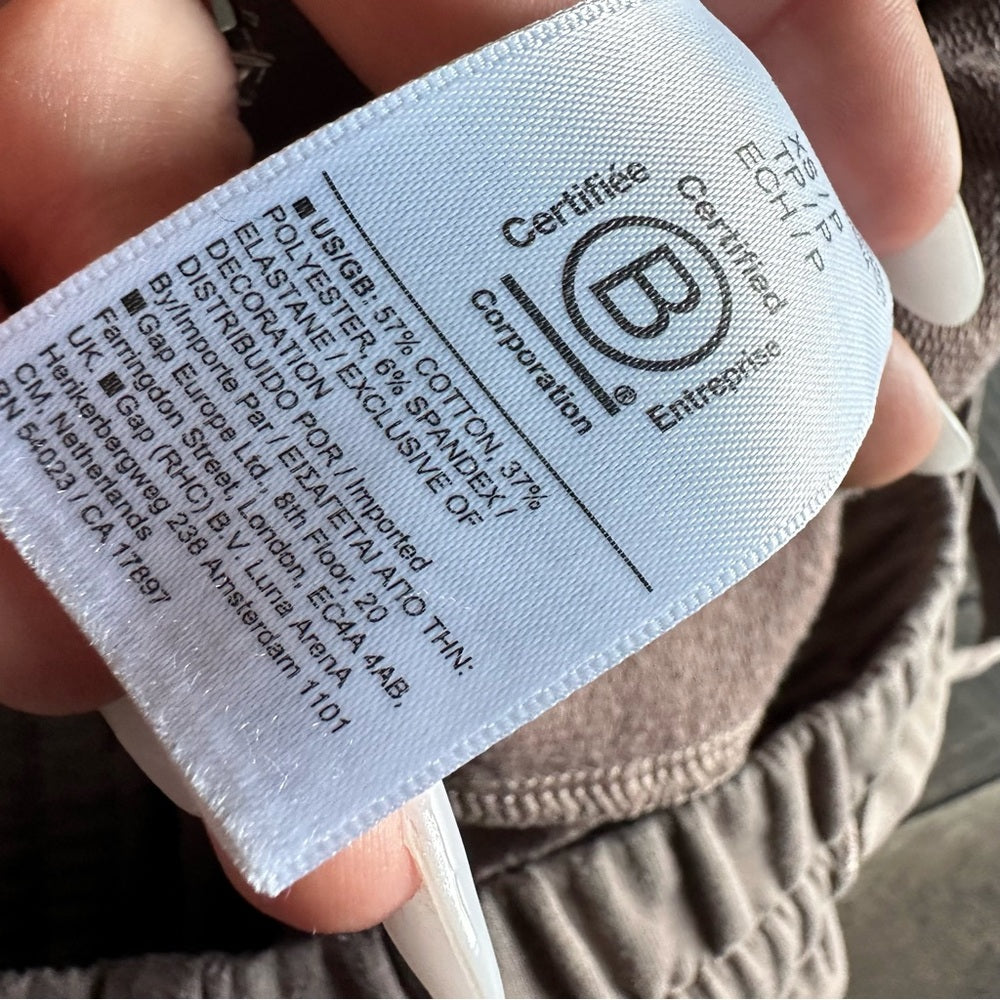 XS / P P
TP / P
ECH / P
Certifiée
Certified
B
®
Corporation
Entreprise
US/GB: 57% COTTON, 37%
POLYESTER, 6% SPANDEX /
ELASTANE / EXCLUSIVE OF
DECORATION
DISTRIBUIDO POR / Imported
By/Importe Par / ΕΙΣΑΓΕΤΑΙ ΑΠΟ ΤΗΝ:
Gap Europe Ltd., 8th Floor, 20
Farringdon Street, London, EC4A 4AB,
UK. Gap (RHC) B.V Luna ArenA
Herikerbergweg 238 Amsterdam 1101
CM, Netherlands
RN 54023 / CA 17897